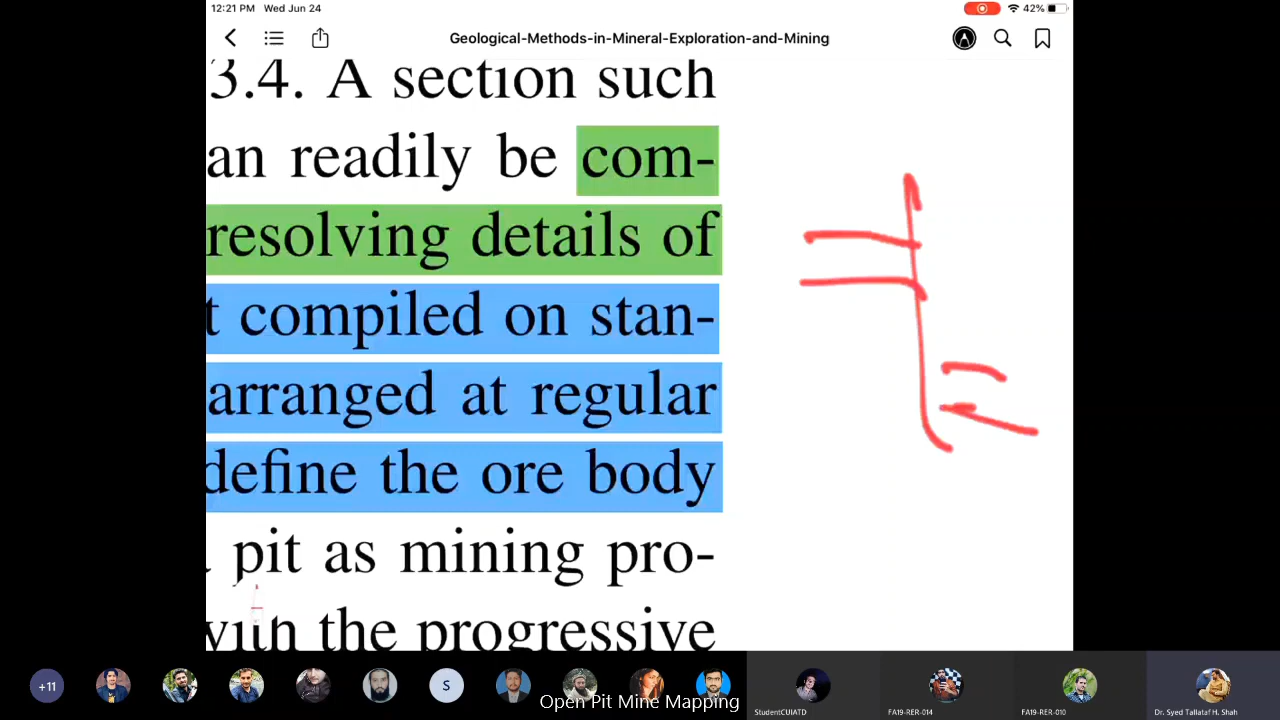 12:21 PM Wed Jun 24
42%
Geological-Methods-in-Mineral-Exploration-and-Mining
3.4. A section such
an readily be com-
resolving details of
t compiled on stan-
arranged at regular
define the ore body
pit as mining pro-
with the progressive
+11
S
Open Pit Mine Mapping
StudentCUIATD
FA19-RER-014
FA19-RER-010
Dr. Syed Tallataf H. Shah